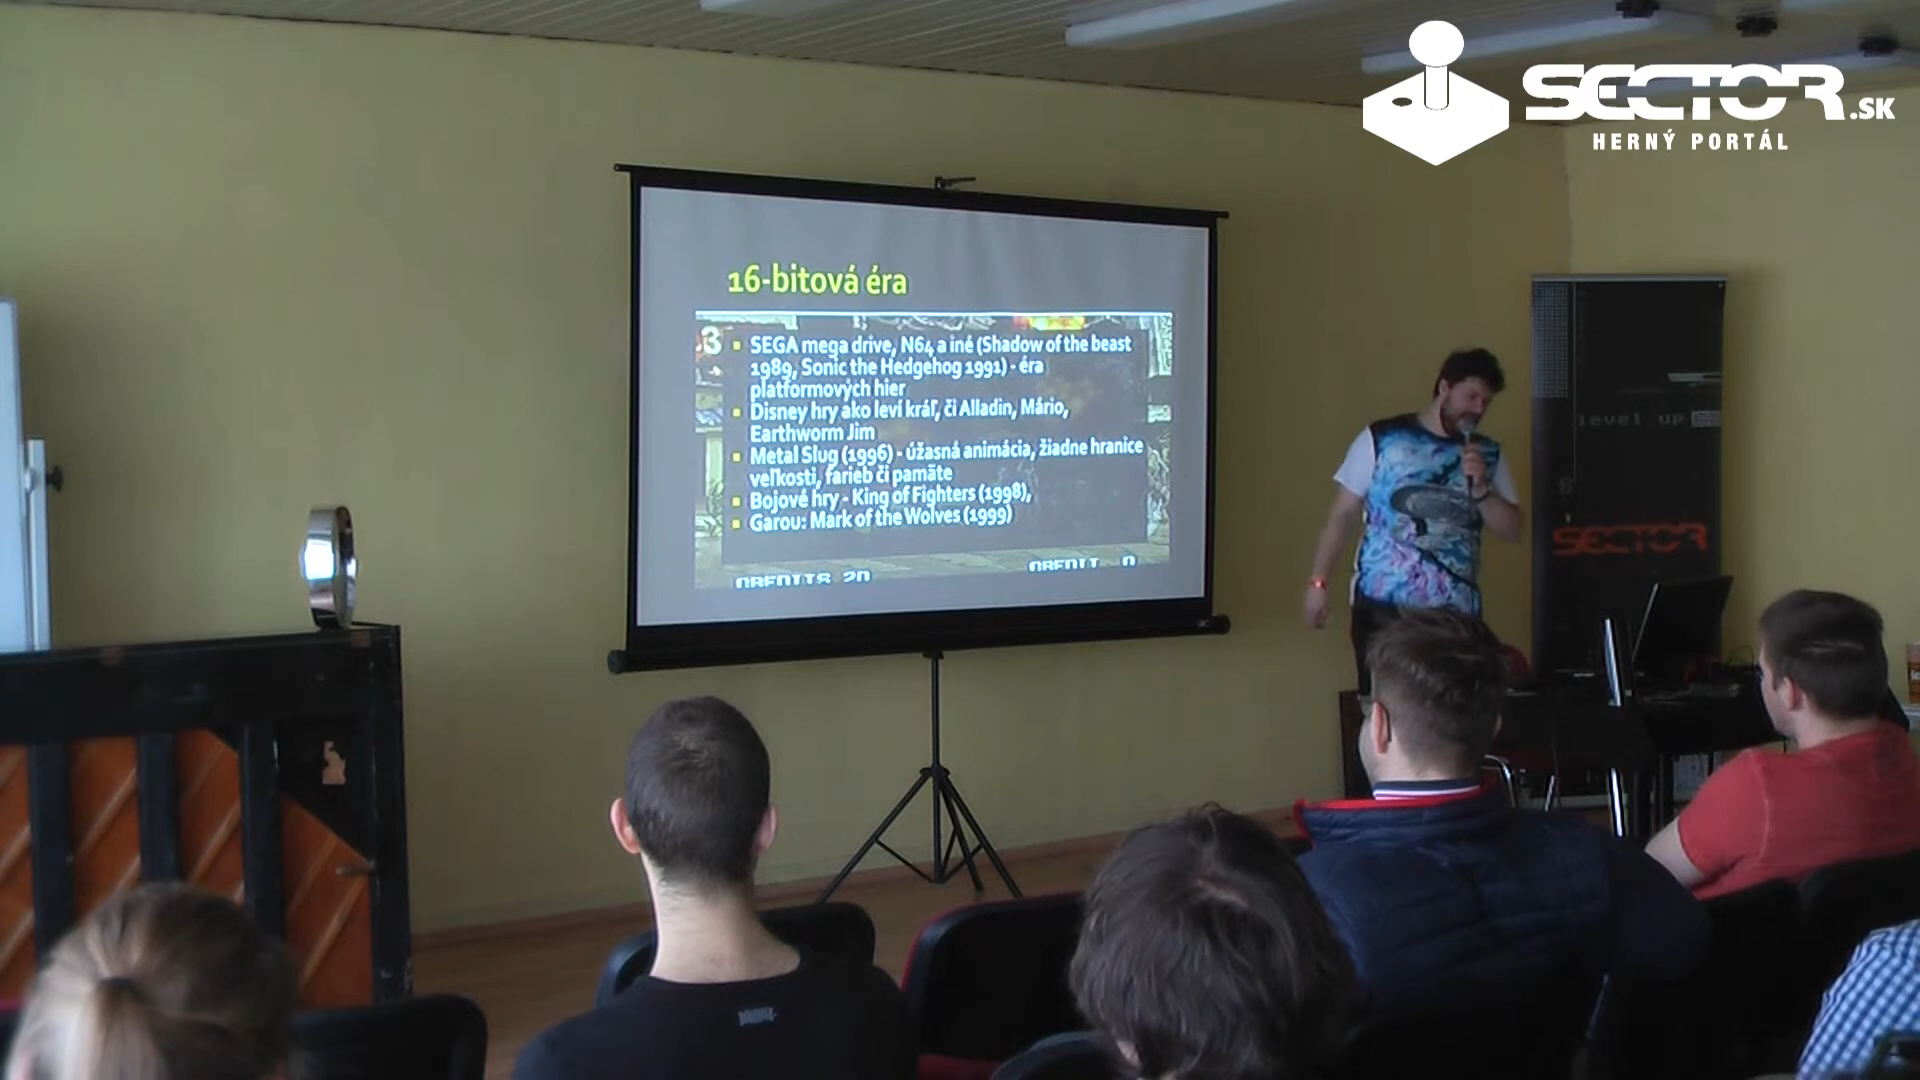 SECTOR.SK
HERNÝ PORTÁL
16-bitová éra
SEGA mega drive, N64 a iné (Shadow of the beast
1989, Sonic the Hedgehog 1991) - éra
platformových hier
Disney hry ako leví kráľ, či Alladin, Mário,
Earthworm Jim
Metal Slug (1996) - úžasná animácia, žiadne hranice
veľkosti, farieb či pamäte
Bojové hry - King of Fighters (1998),
Garou: Mark of the Wolves (1999)
3
CREDITS 20
CREDIT 0
level up
SECTOR